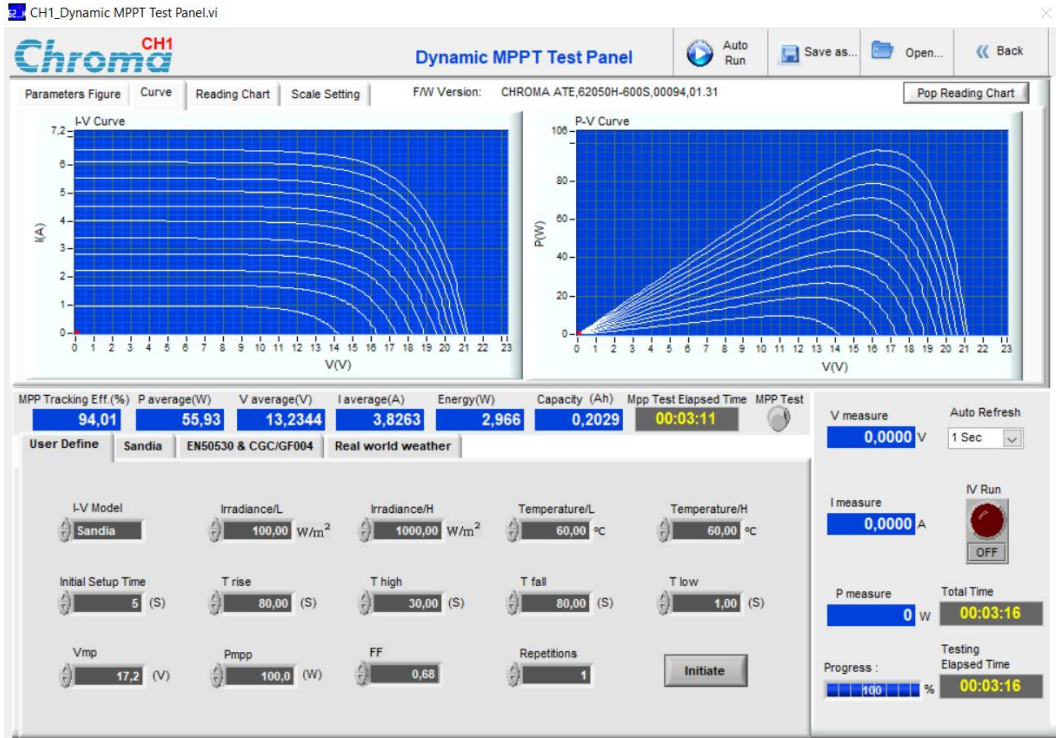 CH1_Dynamic MPPT Test Panel.vi
Chroma CH1
Dynamic MPPT Test Panel
Auto Run
Save as...
Open...
Back
Parameters Figure
Curve
Reading Chart
Scale Setting
F/W Version: CHROMA ATE,62050H-600S,00094,01.31
Pop Reading Chart
I-V Curve
7,2
6
5
4
3
2
1
0
I(A)
0 1 2 3 4 5 6 7 8 9 10 11 12 13 14 15 16 17 18 19 20 21 22 23
V(V)
P-V Curve
106
80
60
40
20
0
P(W)
0 1 2 3 4 5 6 7 8 9 10 11 12 13 14 15 16 17 18 19 20 21 22 23
V(V)
MPP Tracking Eff.(%) P average(W) V average(V) I average(A) Energy(W) Capacity (Ah) Mpp Test Elapsed Time MPP Test
94,01 55,93 13,2344 3,8263 2,966 0,2029 00:03:11
User Define
Sandia
EN50530 & CGC/GF004
Real world weather
I-V Model Irradiance/L Irradiance/H Temperature/L Temperature/H
Sandia 100,00 W/m² 1000,00 W/m² 60,00 ºC 60,00 ºC
Initial Setup Time T rise T high T fall T low
5 (S) 80,00 (S) 30,00 (S) 80,00 (S) 1,00 (S)
Vmp Pmpp FF Repetitions
17,2 (V) 100,0 (W) 0,68 1
Initiate
V measure Auto Refresh
0,0000 V 1 Sec
I measure IV Run
0,0000 A
OFF
P measure Total Time
0 W 00:03:16
Progress : Testing Elapsed Time
100 % 00:03:16